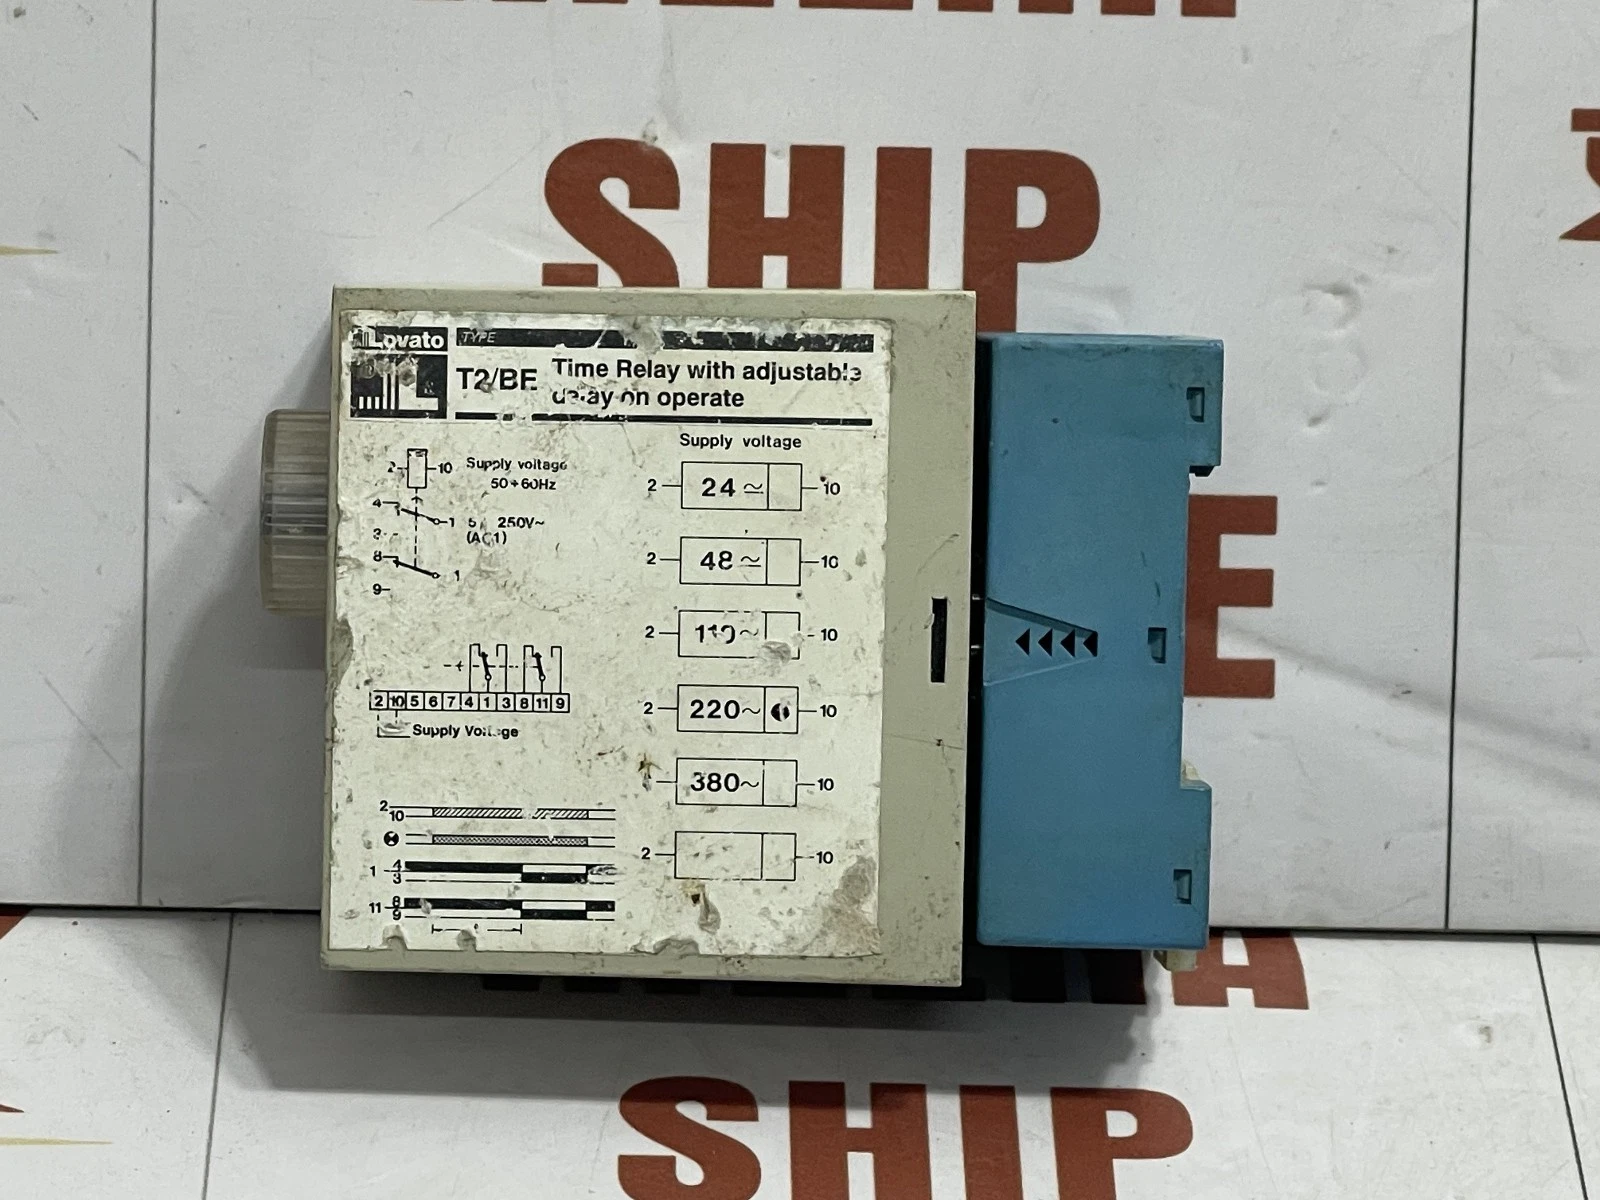 SHIP
Lovato
TYPE
T2/BE
Time Relay with adjustable
delay on operate
Supply voltage
2 10 Supply voltage
50÷60Hz
4
1 5A 250V~
(AC1)
3
8
1
9
2 24 ≃ 10
2 48 ≃ 10
2 110 ~ 10
2 220 ~ 10
380 ~ 10
2 10
2 10 5 6 7 4 1 3 8 11 9
Supply Voltage
2
10
1 4
3
11 8
9
t
E
A
SHIP